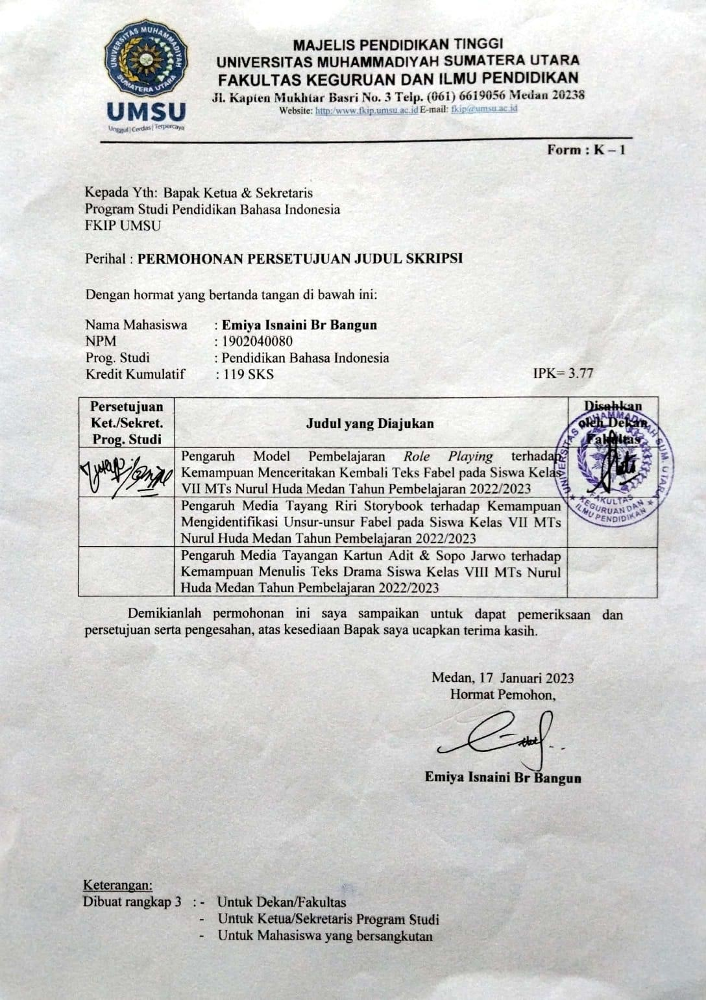 UNIVERSITAS MUHAMMADIYAH
SUMATERA UTARA
UMSU
Unggul | Cerdas | Terpercaya
MAJELIS PENDIDIKAN TINGGI
UNIVERSITAS MUHAMMADIYAH SUMATERA UTARA
FAKULTAS KEGURUAN DAN ILMU PENDIDIKAN
Jl. Kapten Mukhtar Basri No. 3 Telp. (061) 6619056 Medan 20238
Website: http:/www.fkip.umsu.ac.id E-mail: fkip@umsu.ac.id
Form : K – 1
Kepada Yth: Bapak Ketua & Sekretaris
Program Studi Pendidikan Bahasa Indonesia
FKIP UMSU
Perihal : PERMOHONAN PERSETUJUAN JUDUL SKRIPSI
Dengan hormat yang bertanda tangan di bawah ini:
Nama Mahasiswa : Emiya Isnaini Br Bangun
NPM : 1902040080
Prog. Studi : Pendidikan Bahasa Indonesia
Kredit Kumulatif : 119 SKS IPK= 3.77
Persetujuan
Ket./Sekret.
Prog. Studi
Judul yang Diajukan
Disahkan
oleh Dekan
Fakultas
Pengaruh Model Pembelajaran Role Playing terhadap
Kemampuan Menceritakan Kembali Teks Fabel pada Siswa Kelas
VII MTs Nurul Huda Medan Tahun Pembelajaran 2022/2023
UNIVERSITAS MUHAMMADIYAH SUM. UTARA
FAKULTAS
KEGURUAN DAN
ILMU PENDIDIKAN
Pengaruh Media Tayang Riri Storybook terhadap Kemampuan
Mengidentifikasi Unsur-unsur Fabel pada Siswa Kelas VII MTs
Nurul Huda Medan Tahun Pembelajaran 2022/2023
Pengaruh Media Tayangan Kartun Adit & Sopo Jarwo terhadap
Kemampuan Menulis Teks Drama Siswa Kelas VIII MTs Nurul
Huda Medan Tahun Pembelajaran 2022/2023
Demikianlah permohonan ini saya sampaikan untuk dapat pemeriksaan dan
persetujuan serta pengesahan, atas kesediaan Bapak saya ucapkan terima kasih.
Medan, 17 Januari 2023
Hormat Pemohon,
Emiya Isnaini Br Bangun
Keterangan:
Dibuat rangkap 3 : - Untuk Dekan/Fakultas
- Untuk Ketua/Sekretaris Program Studi
- Untuk Mahasiswa yang bersangkutan